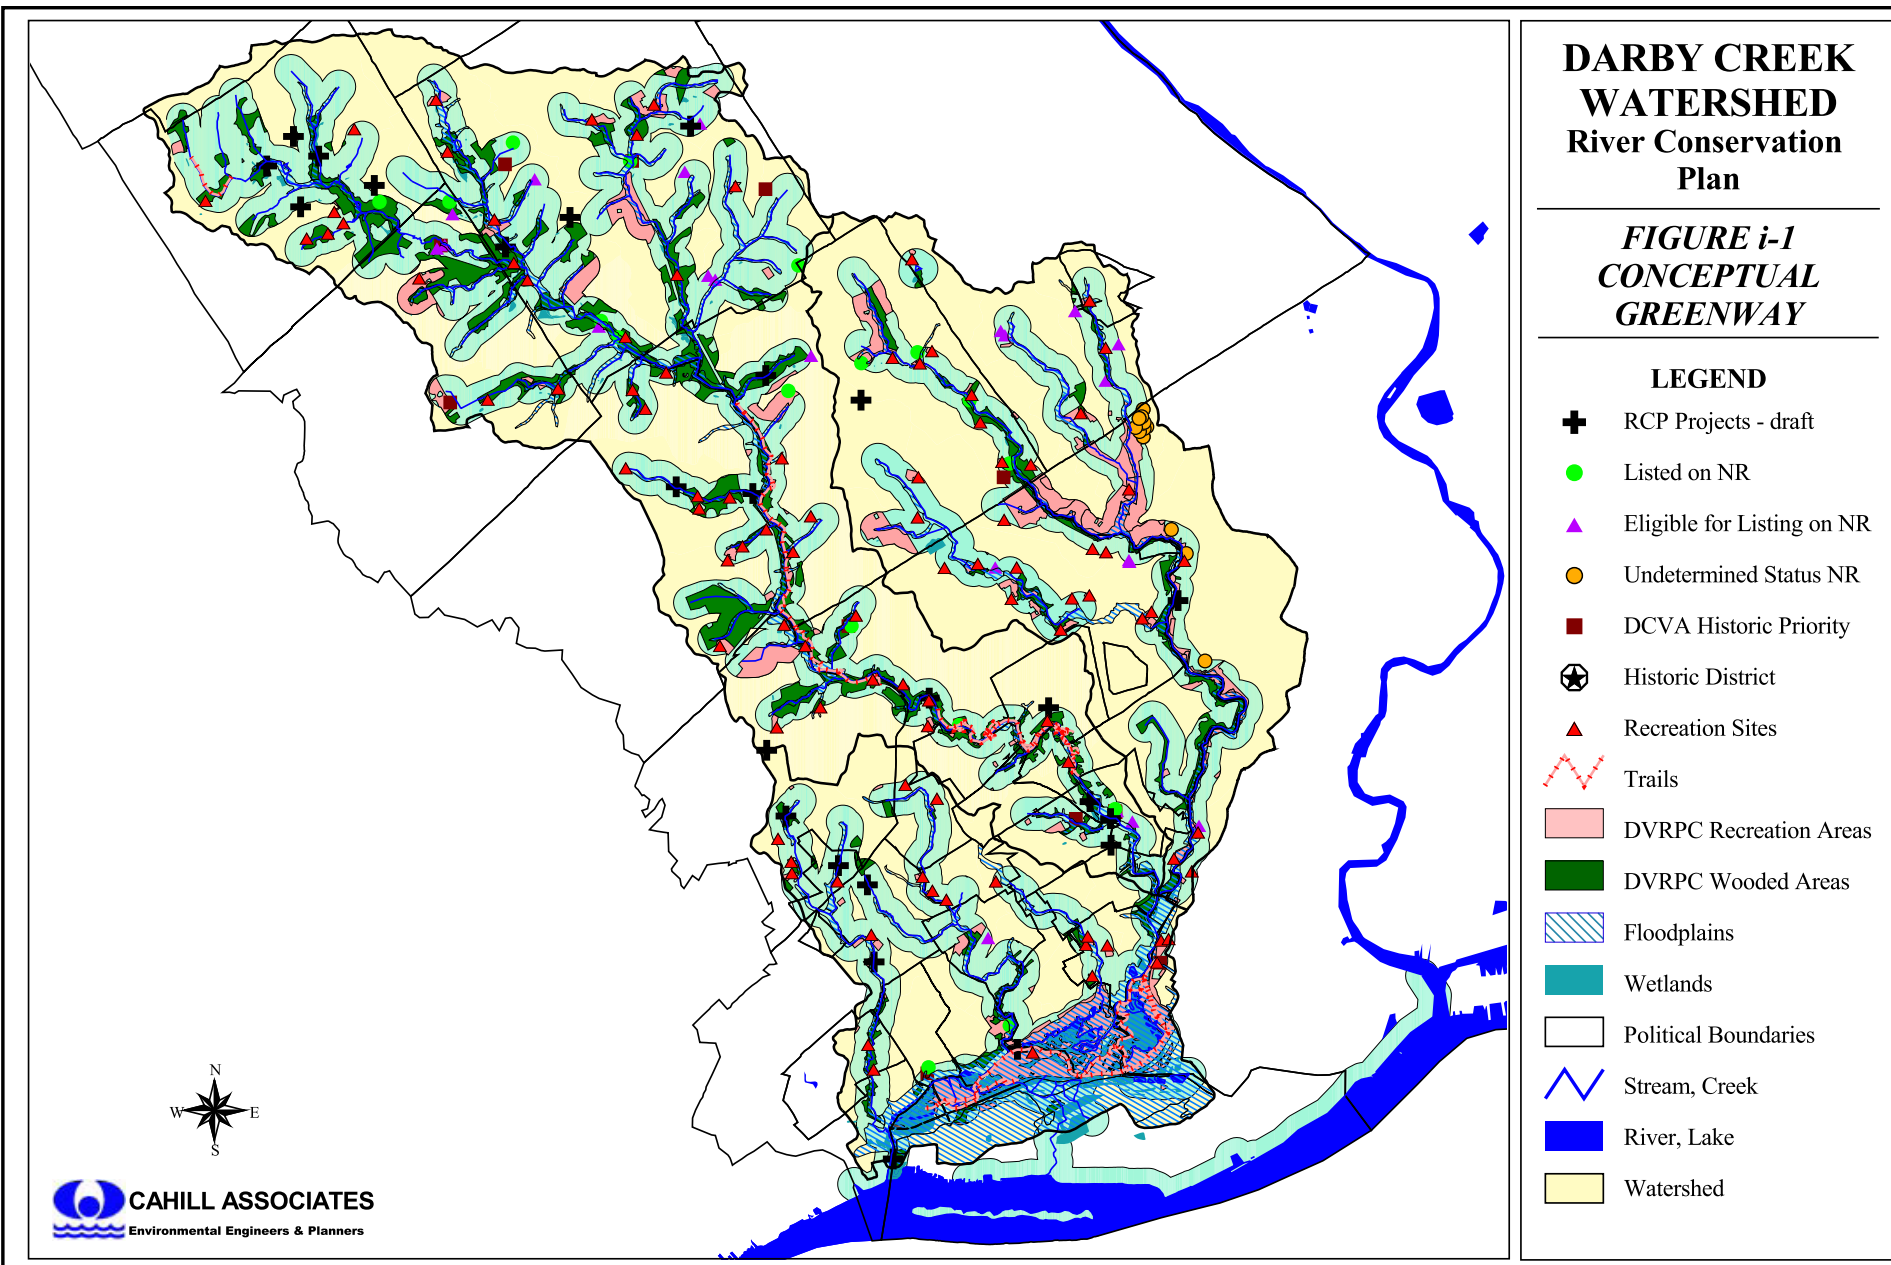 DARBY CREEK
WATERSHED
River Conservation
Plan
FIGURE i-1
CONCEPTUAL
GREENWAY
LEGEND
RCP Projects - draft
Listed on NR
Eligible for Listing on NR
Undetermined Status NR
DCVA Historic Priority
Historic District
Recreation Sites
Trails
DVRPC Recreation Areas
DVRPC Wooded Areas
Floodplains
Wetlands
Political Boundaries
Stream, Creek
River, Lake
Watershed
N
W E
S
CAHILL ASSOCIATES
Environmental Engineers & Planners